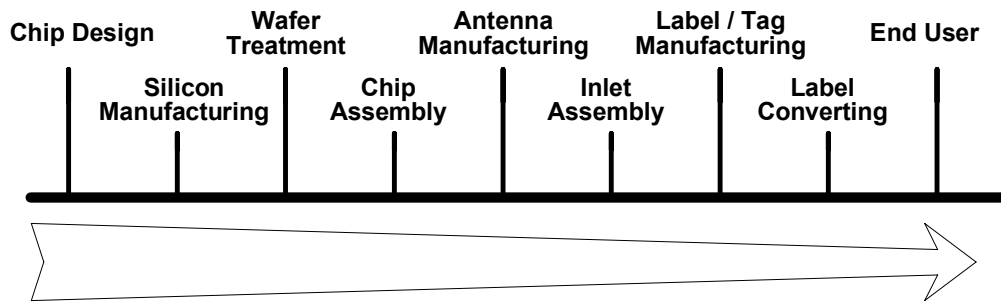 Chip Design
Silicon
Manufacturing
Wafer
Treatment
Chip
Assembly
Antenna
Manufacturing
Inlet
Assembly
Label / Tag
Manufacturing
Label
Converting
End User